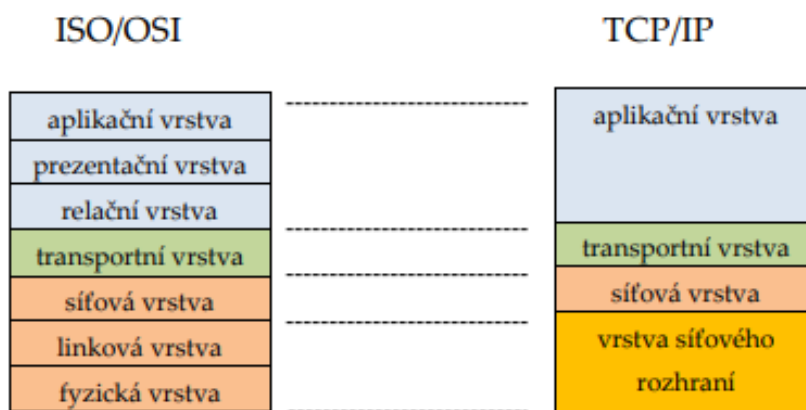 ISO/OSI
TCP/IP
aplikační vrstva
prezentační vrstva
relační vrstva
transportní vrstva
síťová vrstva
linková vrstva
fyzická vrstva
aplikační vrstva
transportní vrstva
síťová vrstva
vrstva síťového
rozhraní